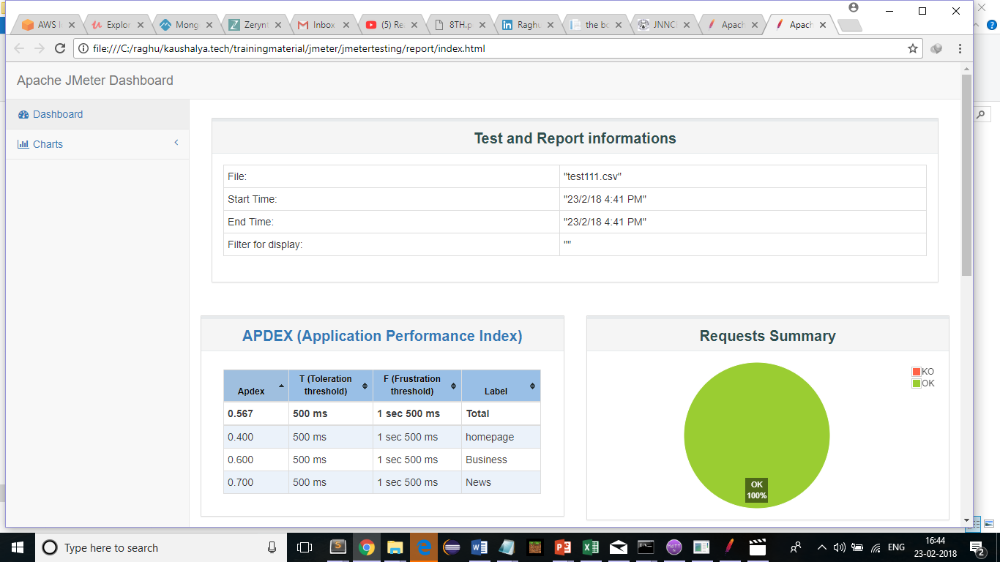 AWS I Explor Mong Zerynt Inbox (5) Re 8TH.p Raghu the bo JNNC Apach Apach
file:///C:/raghu/kaushalya.tech/trainingmaterial/jmeter/jmetertesting/report/index.html
Apache JMeter Dashboard
Dashboard
Charts
Test and Report informations
File: "test111.csv"
Start Time: "23/2/18 4:41 PM"
End Time: "23/2/18 4:41 PM"
Filter for display: ""
APDEX (Application Performance Index)
Apdex T (Toleration threshold) F (Frustration threshold) Label
0.567 500 ms 1 sec 500 ms Total
0.400 500 ms 1 sec 500 ms homepage
0.600 500 ms 1 sec 500 ms Business
0.700 500 ms 1 sec 500 ms News
Requests Summary
KO
OK
OK
100%
Type here to search
ENG
16:44
23-02-2018
2